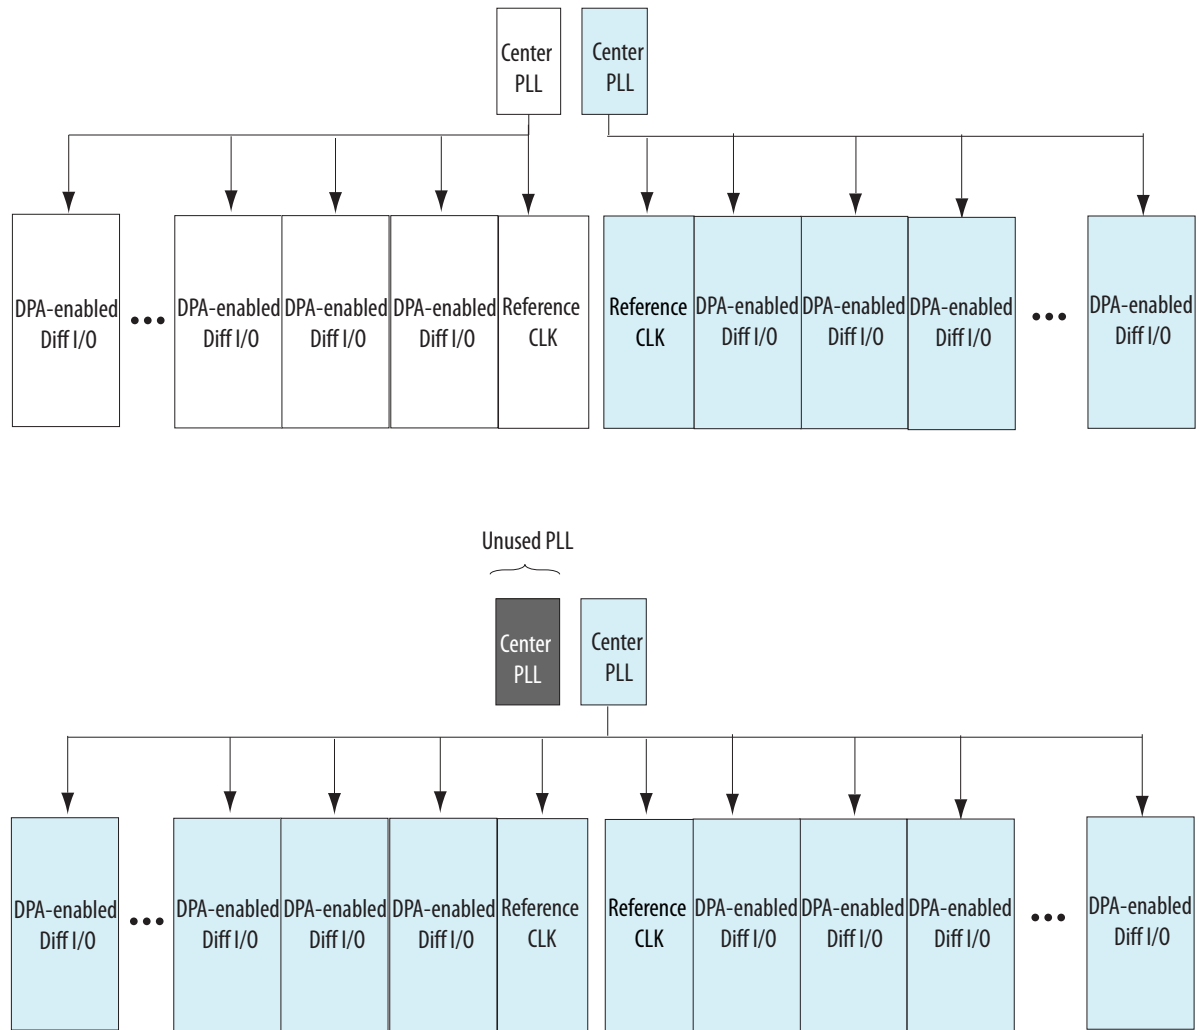 Center
PLL
Center
PLL
DPA-enabled
Diff I/O
DPA-enabled
Diff I/O
DPA-enabled
Diff I/O
DPA-enabled
Diff I/O
Reference
CLK
Reference
CLK
DPA-enabled
Diff I/O
DPA-enabled
Diff I/O
DPA-enabled
Diff I/O
DPA-enabled
Diff I/O
Unused PLL
Center
PLL
Center
PLL
DPA-enabled
Diff I/O
DPA-enabled
Diff I/O
DPA-enabled
Diff I/O
DPA-enabled
Diff I/O
Reference
CLK
Reference
CLK
DPA-enabled
Diff I/O
DPA-enabled
Diff I/O
DPA-enabled
Diff I/O
DPA-enabled
Diff I/O